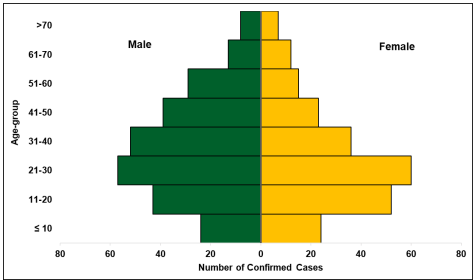 >70
Male
Female
61-70
51-60
41-50
31-40
21-30
11-20
≤ 10
Age-group
80 60 40 20 0 20 40 60 80
Number of Confirmed Cases